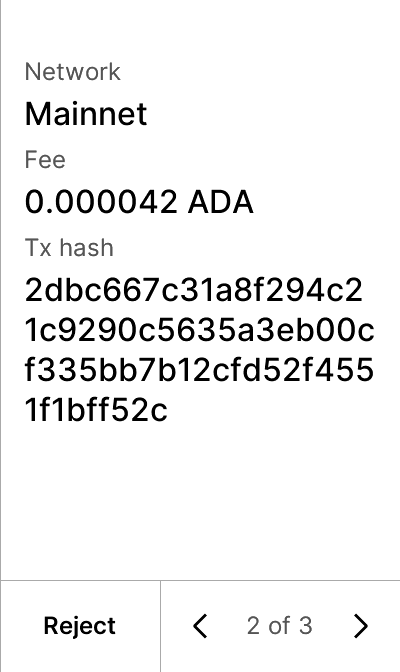 Network
Mainnet
Fee
0.000042 ADA
Tx hash
2dbc667c31a8f294c2
1c9290c5635a3eb00c
f335bb7b12cfd52f455
1f1bff52c
Reject
2 of 3